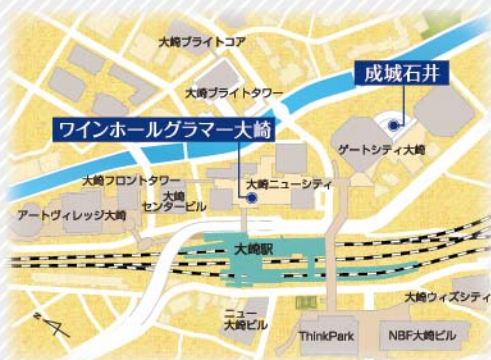 大崎ブライトコア
成城石井
大崎ブライトタワー
ワインホールグラマー大崎
ゲートシティ大崎
大崎フロントタワー
大崎ニューシティ
大崎
センタービル
アートヴィレッジ大崎
大崎駅
大崎ウィズシティ
ニュー
大崎ビル
ThinkPark
NBF大崎ビル
N